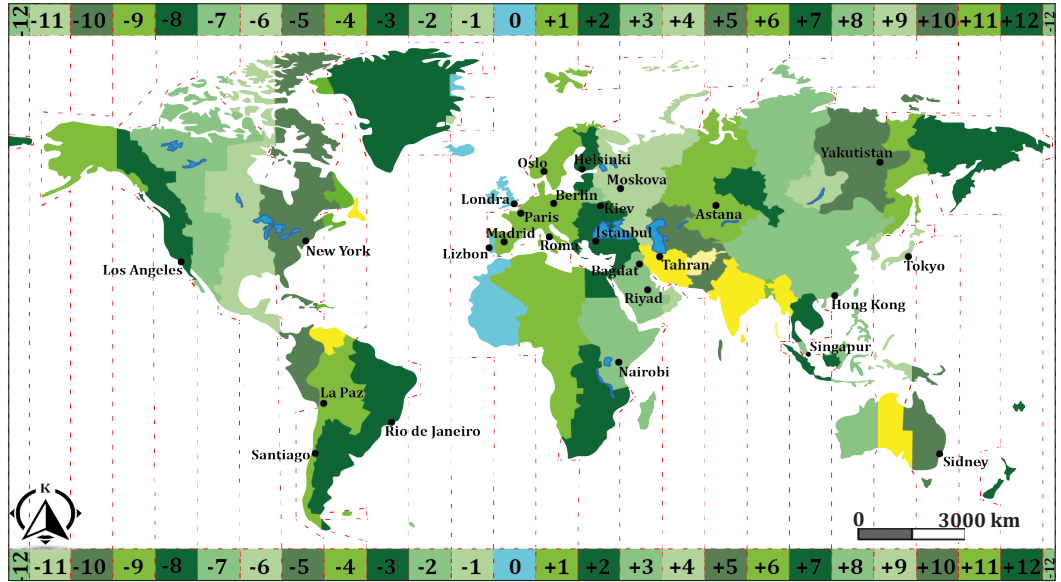 -12 -11 -10 -9 -8 -7 -6 -5 -4 -3 -2 -1 0 +1 +2 +3 +4 +5 +6 +7 +8 +9 +10 +11 +12 -12
Oslo
Helsinki
Yakutistan
Moskova
Londra
Berlin
Kiev
Astana
Paris
Madrid
İstanbul
Roma
Lizbon
New York
Los Angeles
Bağdat
Tahran
Tokyo
Riyad
Hong Kong
Singapur
Nairobi
La Paz
Rio de Janeiro
Santiago
Sidney
K
0 3000 km
-12 -11 -10 -9 -8 -7 -6 -5 -4 -3 -2 -1 0 +1 +2 +3 +4 +5 +6 +7 +8 +9 +10 +11 +12 -12